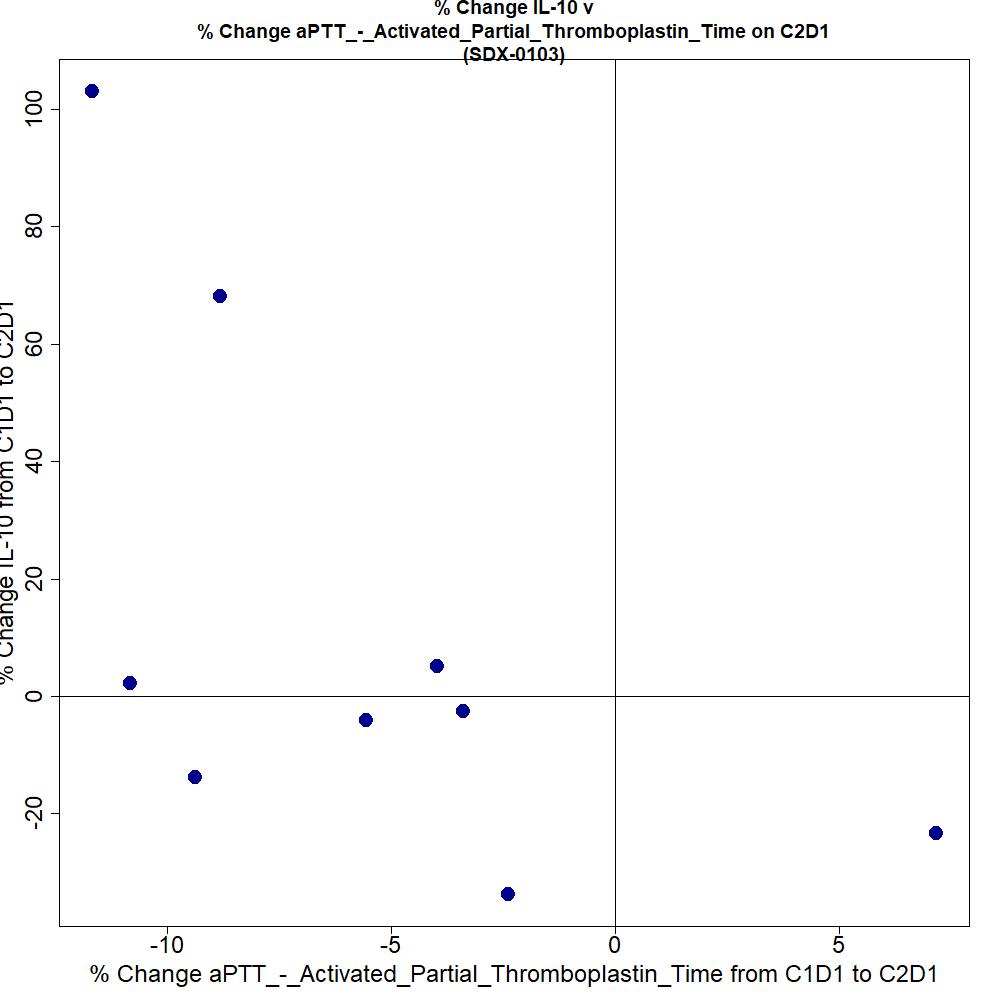 % Change IL-10 v
% Change aPTT_-_Activated_Partial_Thromboplastin_Time on C2D1
(SDX-0103)
% Change IL-10 from C1D1 to C2D1
100
80
60
40
20
0
-20
-10
-5
0
5
% Change aPTT_-_Activated_Partial_Thromboplastin_Time from C1D1 to C2D1